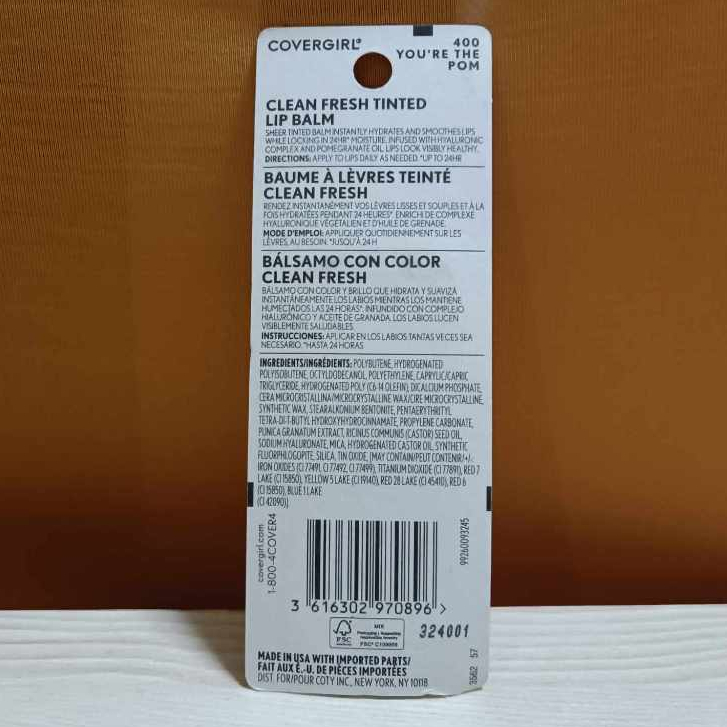 COVERGIRL®
400
YOU'RE THE
POM
CLEAN FRESH TINTED
LIP BALM
SHEER TINTED BALM INSTANTLY HYDRATES AND SMOOTHES LIPS
WHILE LOCKING IN 24HR* MOISTURE. INFUSED WITH HYALURONIC
COMPLEX AND POMEGRANATE OIL, LIPS LOOK VISIBLY HEALTHY.
DIRECTIONS: APPLY TO LIPS DAILY AS NEEDED. *UP TO 24HR
BAUME À LÈVRES TEINTÉ
CLEAN FRESH
RENDEZ INSTANTANÉMENT VOS LÈVRES LISSES ET SOUPLES ET À LA
FOIS HYDRATÉES PENDANT 24 HEURES*. ENRICHI DE COMPLEXE
HYALURONIQUE VÉGÉTALIEN ET D'HUILE DE GRENADE.
MODE D'EMPLOI: APPLIQUER QUOTIDIENNEMENT SUR LES
LÈVRES, AU BESOIN. *JUSQU'À 24 H
BÁLSAMO CON COLOR
CLEAN FRESH
BÁLSAMO CON COLOR Y BRILLO QUE HIDRATA Y SUAVIZA
INSTANTÁNEAMENTE LOS LABIOS MIENTRAS LOS MANTIENE
HUMECTADOS LAS 24 HORAS*. INFUNDIDO CON COMPLEJO
HIALURÓNICO Y ACEITE DE GRANADA. LOS LABIOS LUCEN
VISIBLEMENTE SALUDABLES.
INSTRUCCIONES: APLICAR EN LOS LABIOS TANTAS VECES SEA
NECESARIO. *HASTA 24 HORAS
INGREDIENTS/INGRÉDIENTS: POLYBUTENE, HYDROGENATED
POLYISOBUTENE, OCTYLDODECANOL, POLYETHYLENE, CAPRYLIC/CAPRIC
TRIGLYCERIDE, HYDROGENATED POLY (C6-14 OLEFIN), DICALCIUM PHOSPHATE,
CERA MICROCRISTALLINA/MICROCRYSTALLINE WAX/CIRE MICROCRYSTALLINE,
SYNTHETIC WAX, STEARALKONIUM BENTONITE, PENTAERYTHRITYL
TETRA-DI-T-BUTYL HYDROXYHYDROCINNAMATE, PROPYLENE CARBONATE,
PUNICA GRANATUM EXTRACT, RICINUS COMMUNIS (CASTOR) SEED OIL,
SODIUM HYALURONATE, MICA, HYDROGENATED CASTOR OIL, SYNTHETIC
FLUORPHLOGOPITE, SILICA, TIN OXIDE, [MAY CONTAIN/PEUT CONTENIR/+/-:
IRON OXIDES (CI 77491, CI 77492, CI 77499), TITANIUM DIOXIDE (CI 77891), RED 7
LAKE (CI 15850), YELLOW 5 LAKE (CI 19140), RED 28 LAKE (CI 45410), RED 6
(CI 15850), BLUE 1 LAKE
(CI 42090)]
covergirl.com
1-800-4COVER4
99260093245
3 616302 970896 >
FSC
MIX
324001
MADE IN USA WITH IMPORTED PARTS/
FAIT AUX É.-U. DE PIÈCES IMPORTÉES
DIST. FOR/POUR COTY INC., NEW YORK, NY 10118
3562 57